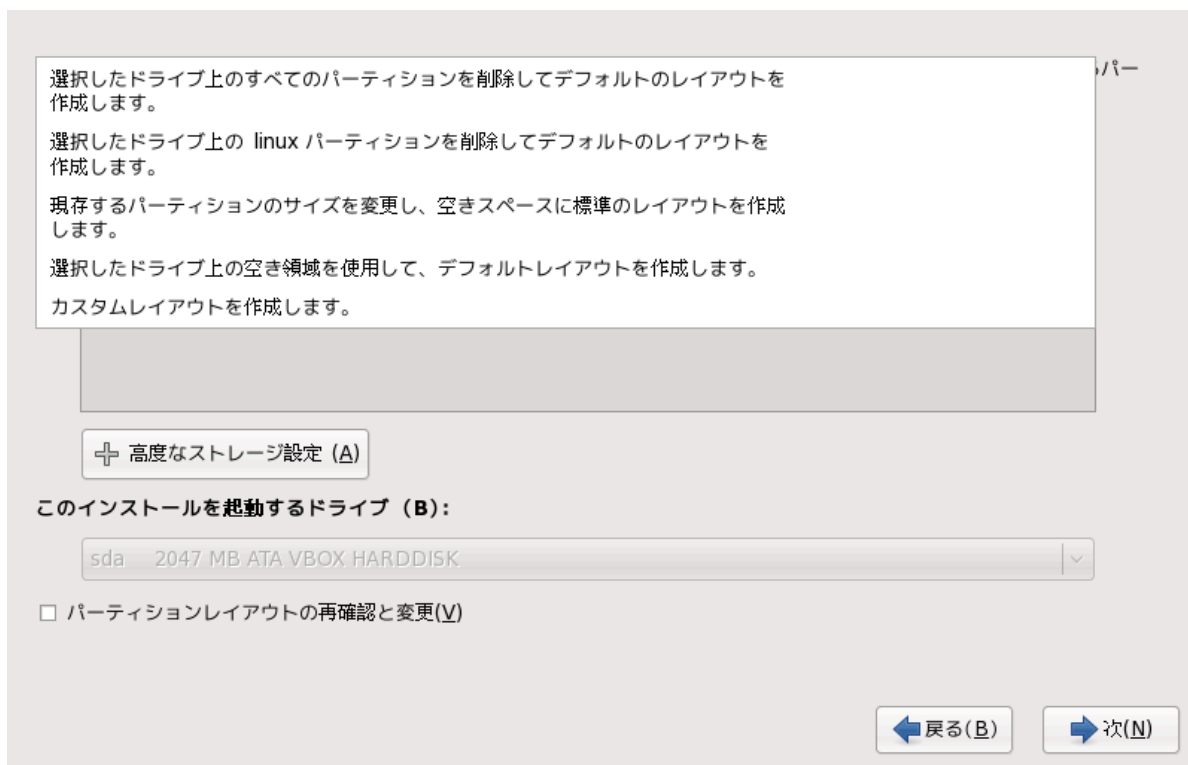 パー
選択したドライブ上のすべてのパーティションを削除してデフォルトのレイアウトを
作成します。
選択したドライブ上の linux パーティションを削除してデフォルトのレイアウトを
作成します。
現存するパーティションのサイズを変更し、空きスペースに標準のレイアウトを作成
します。
選択したドライブ上の空き領域を使用して、デフォルトレイアウトを作成します。
カスタムレイアウトを作成します。
高度なストレージ設定 (A)
このインストールを起動するドライブ (B):
sda 2047 MB ATA VBOX HARDDISK
パーティションレイアウトの再確認と変更(V)
戻る(B)
次(N)